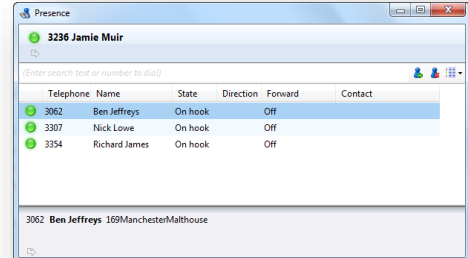 Presence
3236 Jamie Muir
(Enter search text or number to dial)
Telephone Name State Direction Forward Contact
3062 Ben Jeffreys On hook Off
3307 Nick Lowe On hook Off
3354 Richard James On hook Off
3062 Ben Jeffreys 169ManchesterMalthouse